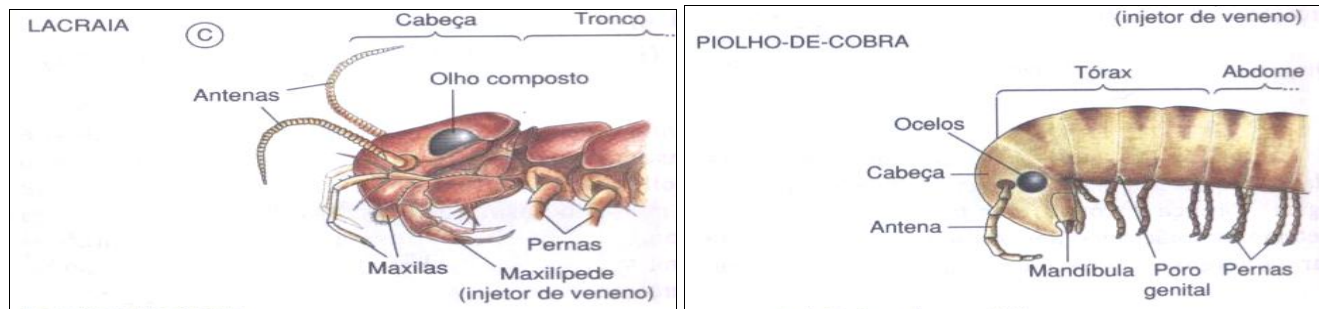 LACRAIA
C
Cabeça
Tronco
Antenas
Olho composto
Pernas
Maxilas
Maxilípede
(injetor de veneno)
(injetor de veneno)
PIOLHO-DE-COBRA
Tórax
Abdome
Ocelos
Cabeça
Antena
Mandíbula
Poro
genital
Pernas